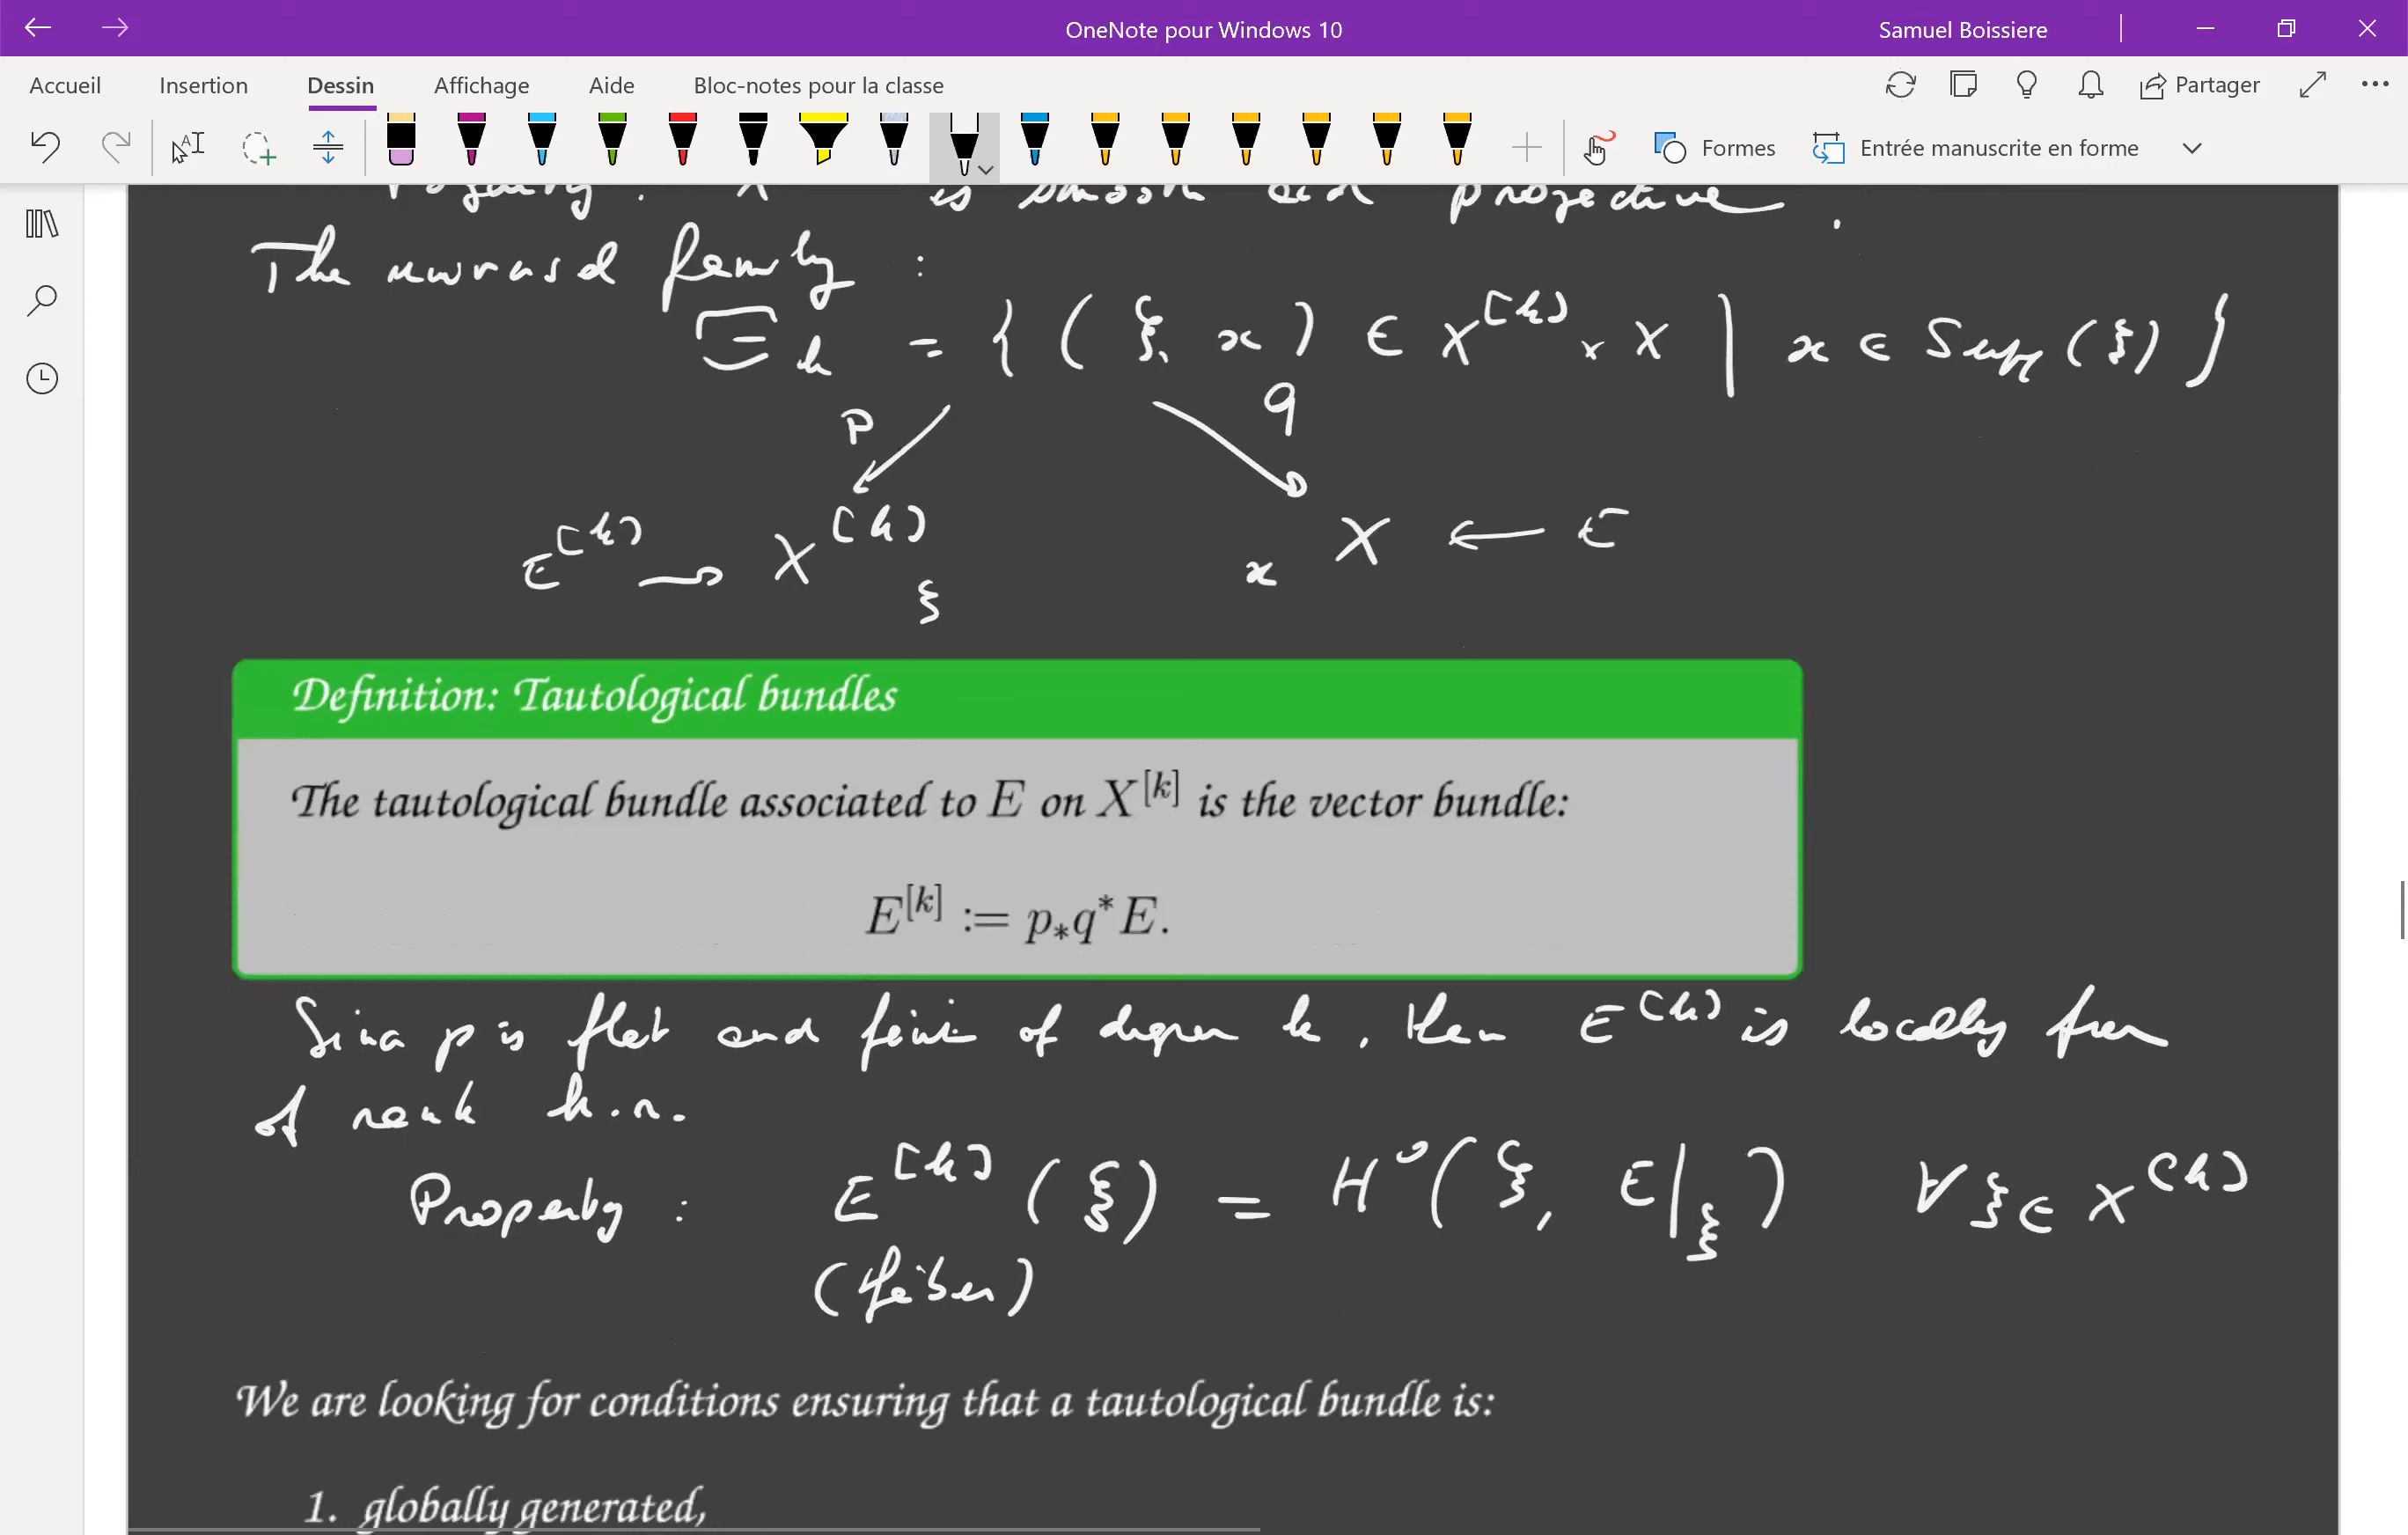 OneNote pour Windows 10
Samuel Boissiere
Accueil Insertion Dessin Affichage Aide Bloc-notes pour la classe Partager
Formes Entrée manuscrite en forme
: X is smooth and projective.
The universal family :
Ξ_k = { ( ξ, x ) ∈ X^[k] × X | x ∈ Supp (ξ) }
p q
E^[k] → X^[k] X ← E
ξ x
Definition: Tautological bundles
The tautological bundle associated to E on X^[k] is the vector bundle:
E^[k] := p_*q^*E.
Since p is flat and finite of degree k, then E^[k] is locally free
of rank k.r.
Property : E^[k] (ξ) = H^0(ξ, E|_ξ) ∀ ξ ∈ X^[k]
(fiber)
We are looking for conditions ensuring that a tautological bundle is:
1. globally generated,